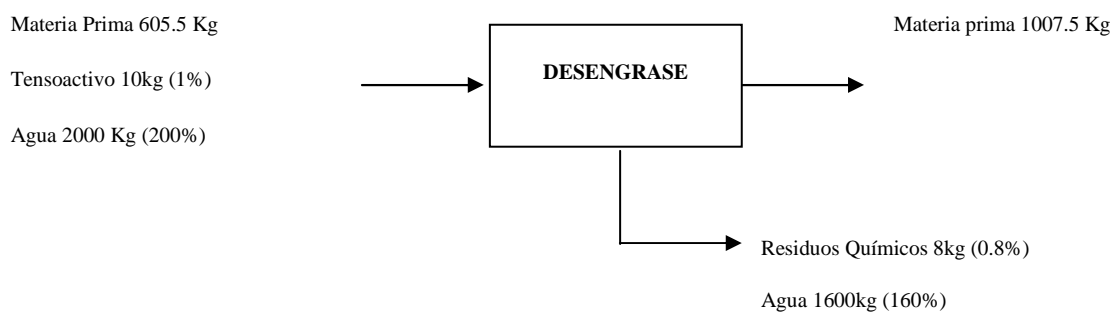 Materia Prima 605.5 Kg
Tensoactivo 10kg (1%)
Agua 2000 Kg (200%)
DESENGRASE
Materia prima 1007.5 Kg
Residuos Químicos 8kg (0.8%)
Agua 1600kg (160%)